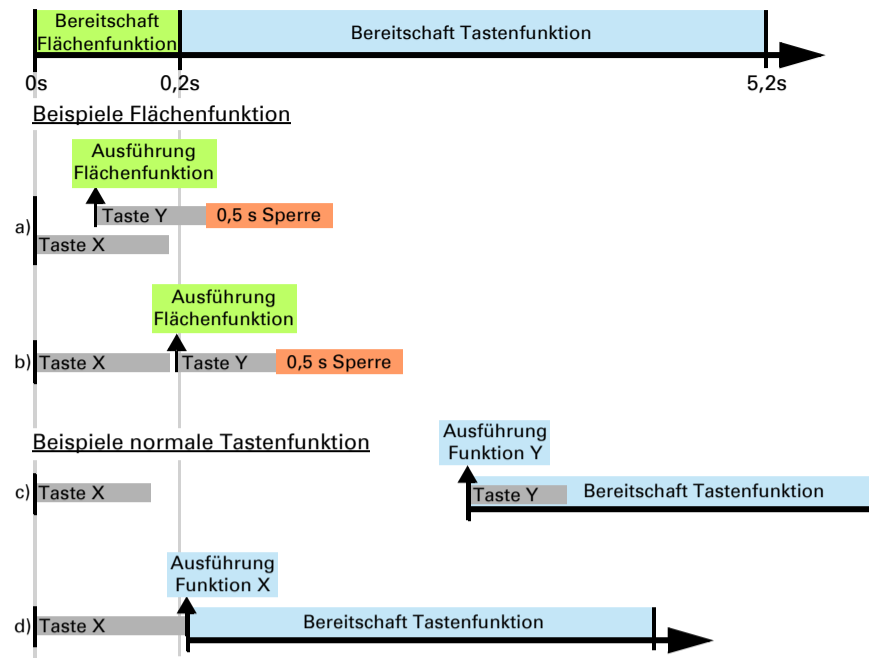 Bereitschaft
Flächenfunktion
Bereitschaft Tastenfunktion
0s
0,2s
5,2s
Beispiele Flächenfunktion
Ausführung
Flächenfunktion
a)
Taste Y
0,5 s Sperre
Taste X
Ausführung
Flächenfunktion
b)
Taste X
Taste Y
0,5 s Sperre
Beispiele normale Tastenfunktion
Ausführung
Funktion Y
c)
Taste X
Taste Y
Bereitschaft Tastenfunktion
Ausführung
Funktion X
d)
Taste X
Bereitschaft Tastenfunktion